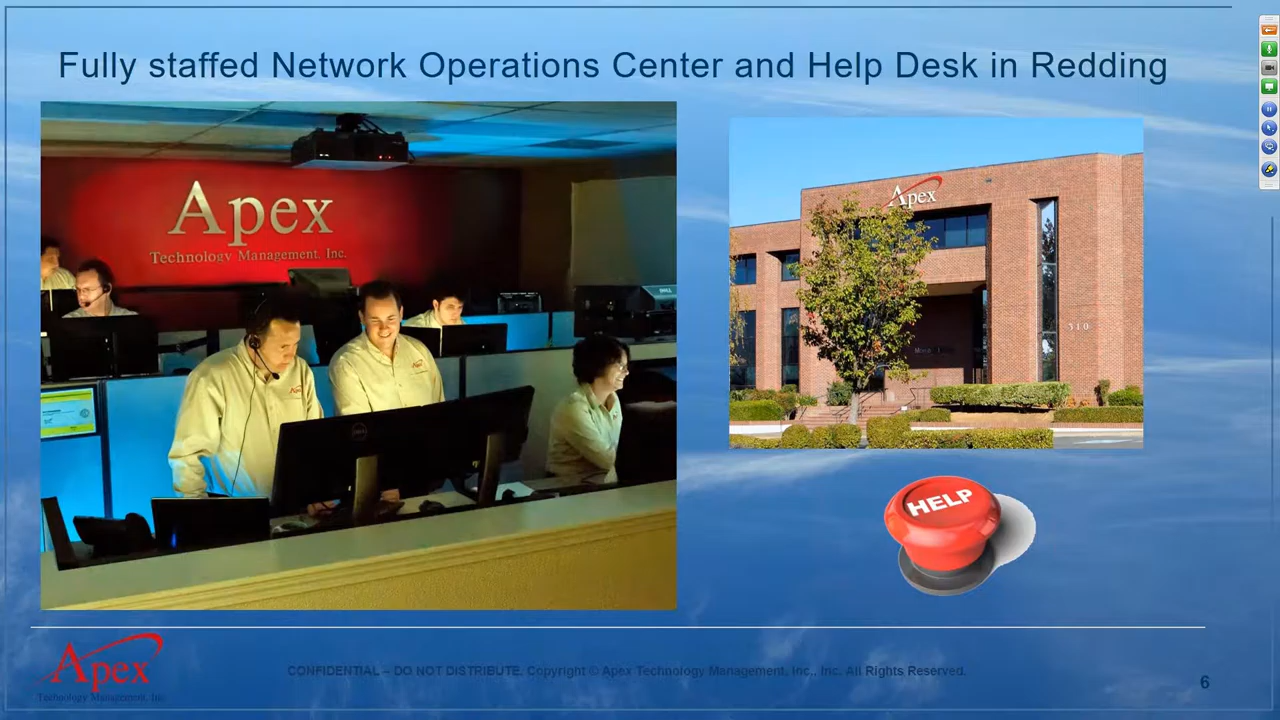 Fully staffed Network Operations Center and Help Desk in Redding
Apex
Technology Management, Inc.
Apex
310
HELP
Apex
Technology Management, Inc.
CONFIDENTIAL – DO NOT DISTRIBUTE. Copyright © Apex Technology Management, Inc., Inc. All Rights Reserved.
6